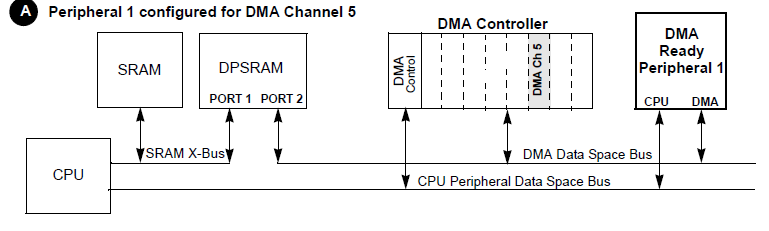 A Peripheral 1 configured for DMA Channel 5
DMA Controller
SRAM
DPSRAM
PORT 1 PORT 2
DMA
Control
DMA Ch 5
DMA
Ready
Peripheral 1
CPU DMA
CPU
SRAM X-Bus
DMA Data Space Bus
CPU Peripheral Data Space Bus